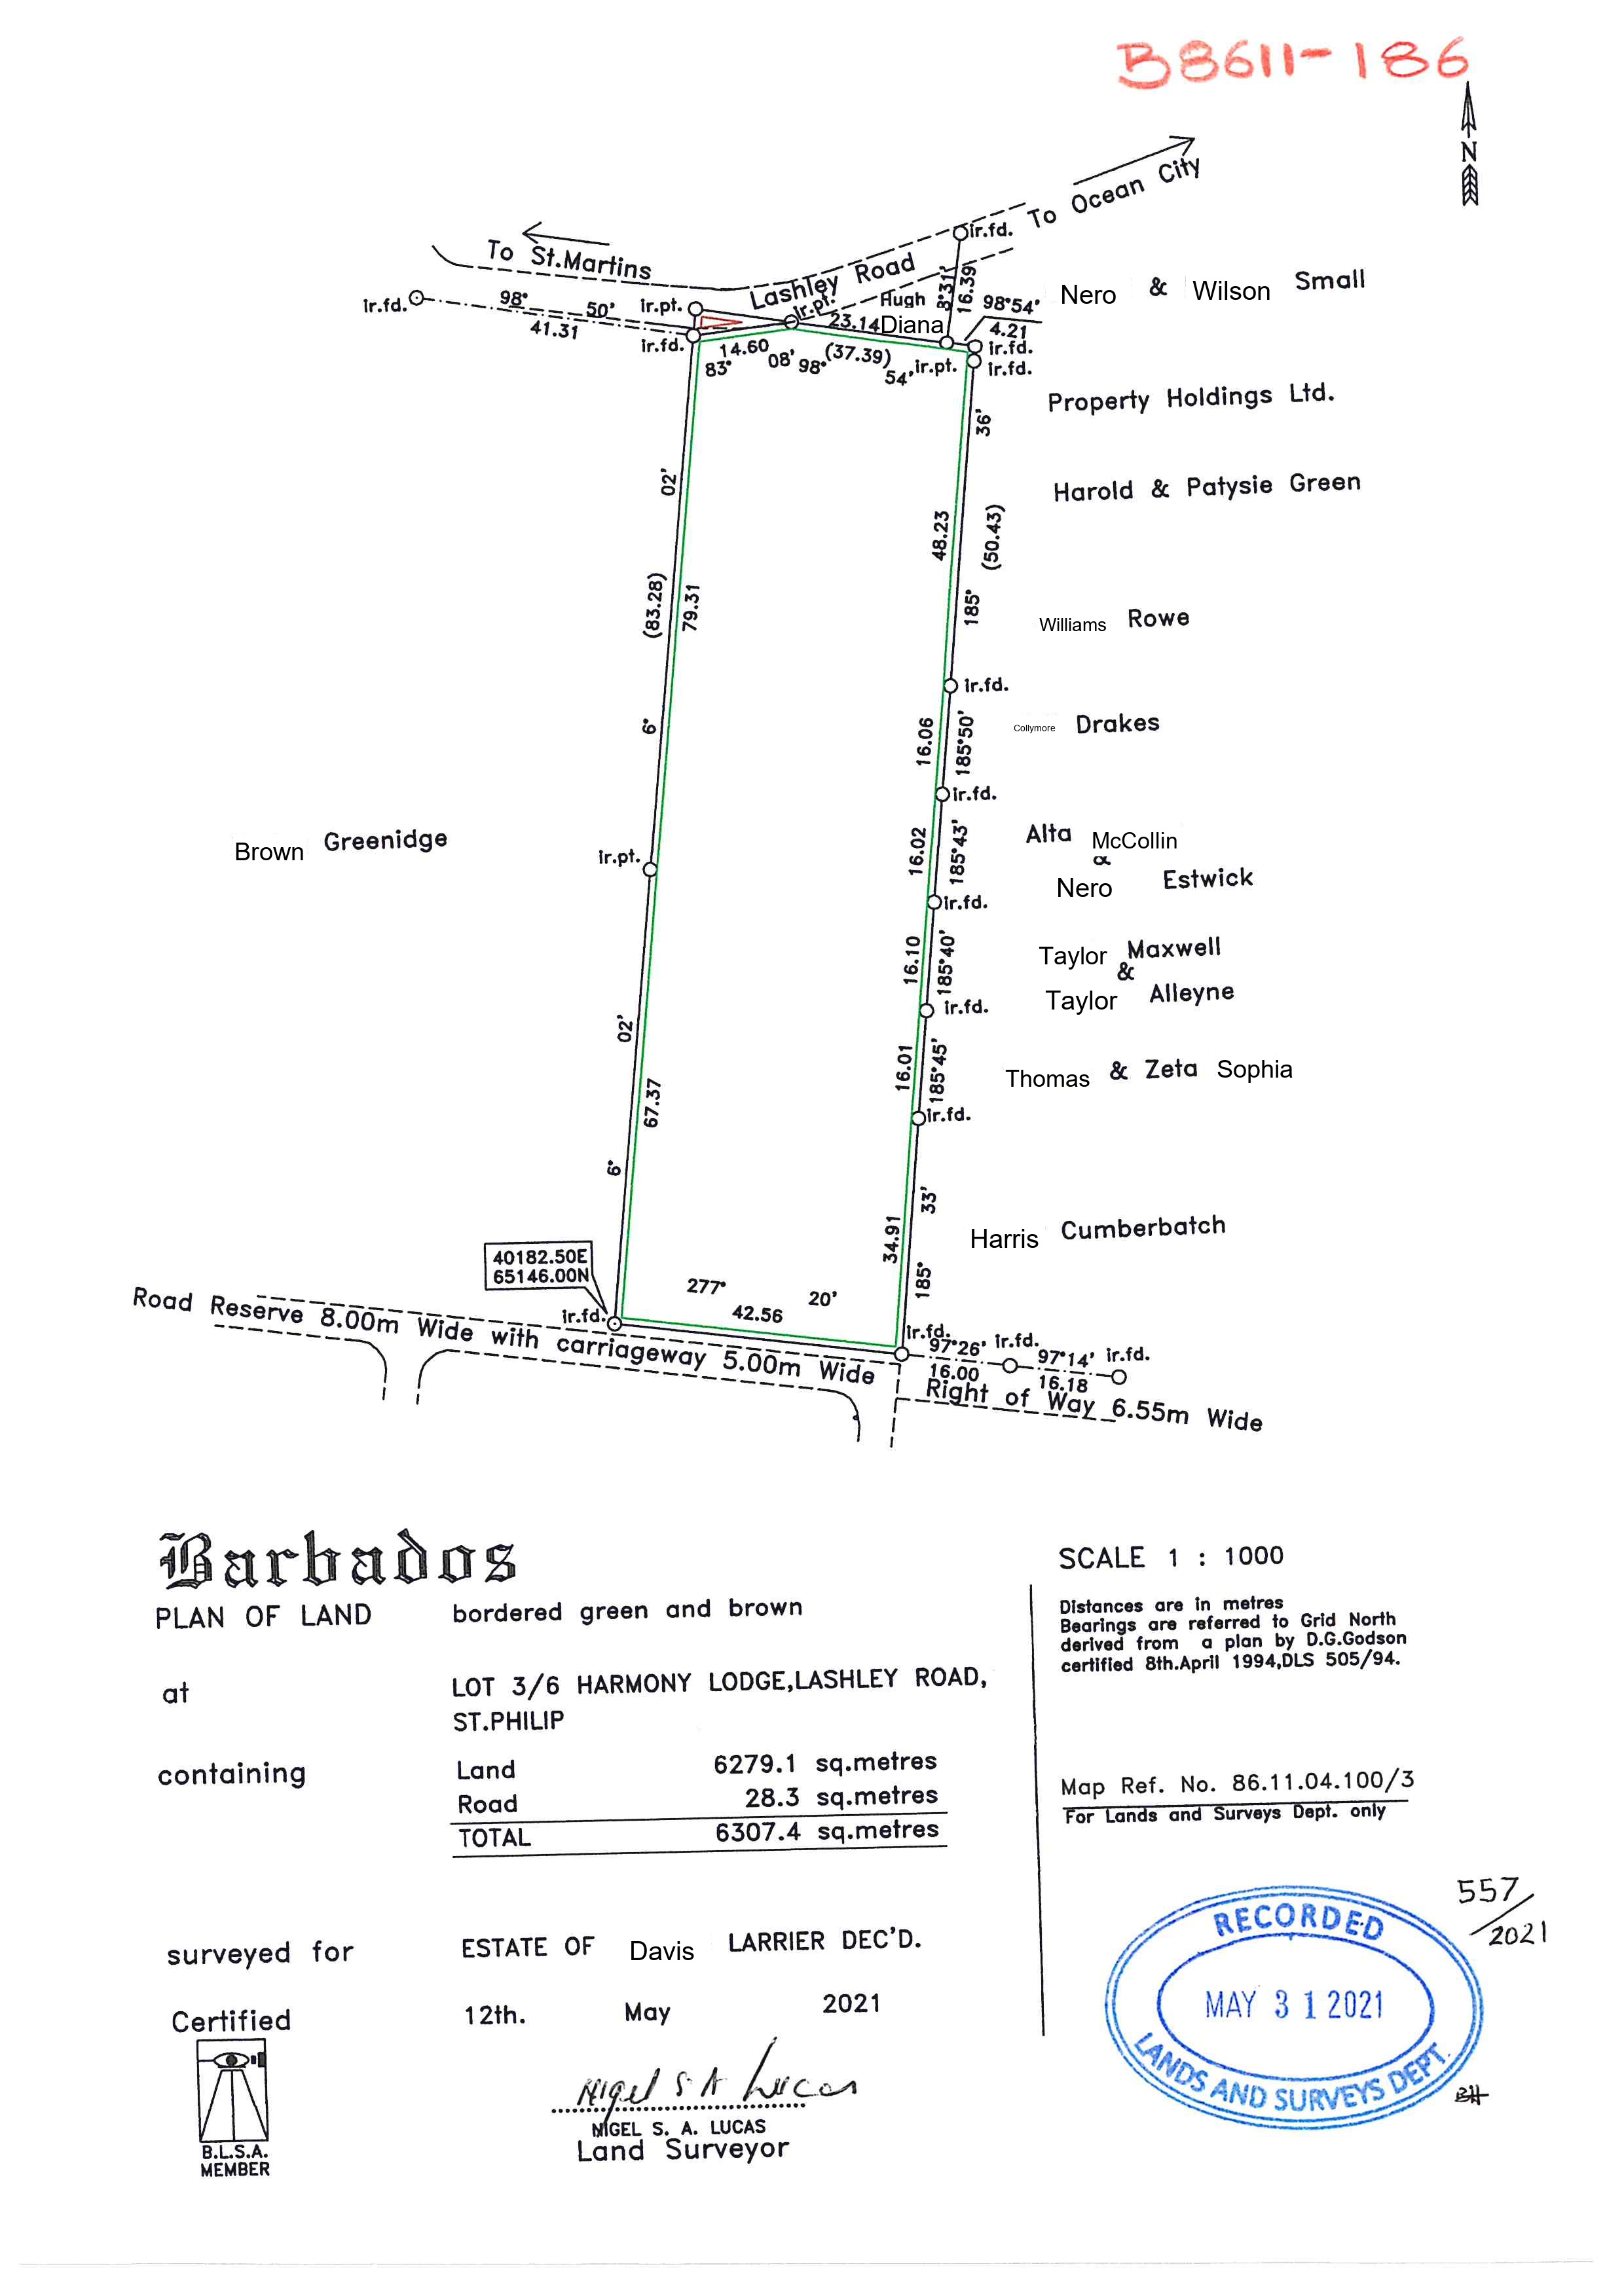 B8611-186
N
To Ocean City
ir.fd.
To St.Martins
Lashley Road
8°31'
16.39
Nero & Wilson Small
ir.fd.
98° 50'
41.31
ir.pt.
ir.pt.
Hugh
Diana
23.14
98°54'
4.21
ir.fd.
ir.fd.
14.60
83° 08'
98° 54'
(37.39)
ir.pt.
ir.fd.
Property Holdings Ltd.
36'
02'
Harold & Patysie Green
48.23
(50.43)
(83.28)
79.31
185°
Williams Rowe
ir.fd.
6°
16.06
185°50'
Collymore Drakes
ir.fd.
Brown Greenidge
ir.pt.
16.02
185°43'
Alta McCollin
&
Nero Estwick
ir.fd.
16.10
185°40'
Taylor Maxwell
&
Taylor Alleyne
ir.fd.
02'
67.37
16.01
185°45'
Thomas & Zeta Sophia
ir.fd.
6°
33'
34.91
185°
Harris Cumberbatch
40182.50E
65146.00N
277° 20'
42.56
ir.fd.
ir.fd.
97°26'
ir.fd.
97°14'
ir.fd.
16.00
16.18
Road Reserve 8.00m Wide with carriageway 5.00m Wide
Right of Way 6.55m Wide
Barbados
PLAN OF LAND bordered green and brown
at LOT 3/6 HARMONY LODGE,LASHLEY ROAD,
ST.PHILIP
containing
Land 6279.1 sq.metres
Road 28.3 sq.metres
TOTAL 6307.4 sq.metres
surveyed for ESTATE OF Davis LARRIER DEC'D.
Certified 12th. May 2021
B.L.S.A.
MEMBER
Nigel S A Lucas
NIGEL S. A. LUCAS
Land Surveyor
SCALE 1 : 1000
Distances are in metres
Bearings are referred to Grid North
derived from a plan by D.G.Godson
certified 8th.April 1994,DLS 505/94.
Map Ref. No. 86.11.04.100/3
For Lands and Surveys Dept. only
557/2021
RECORDED
MAY 31 2021
LANDS AND SURVEYS DEPT.
BH